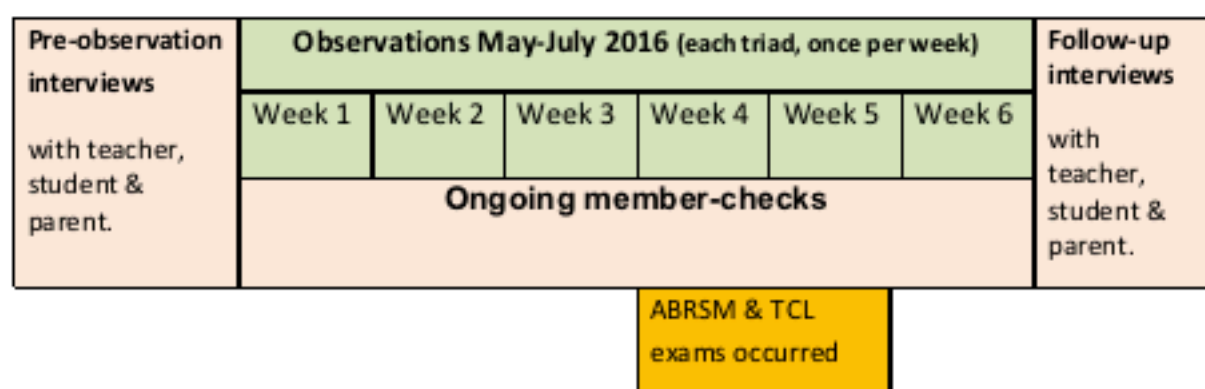 Pre-observation
interviews
with teacher,
student &
parent.
Observations May-July 2016 (each triad, once per week)
Week 1
Week 2
Week 3
Week 4
Week 5
Week 6
Ongoing member-checks
Follow-up
interviews
with
teacher,
student &
parent.
ABRSM & TCL
exams occurred